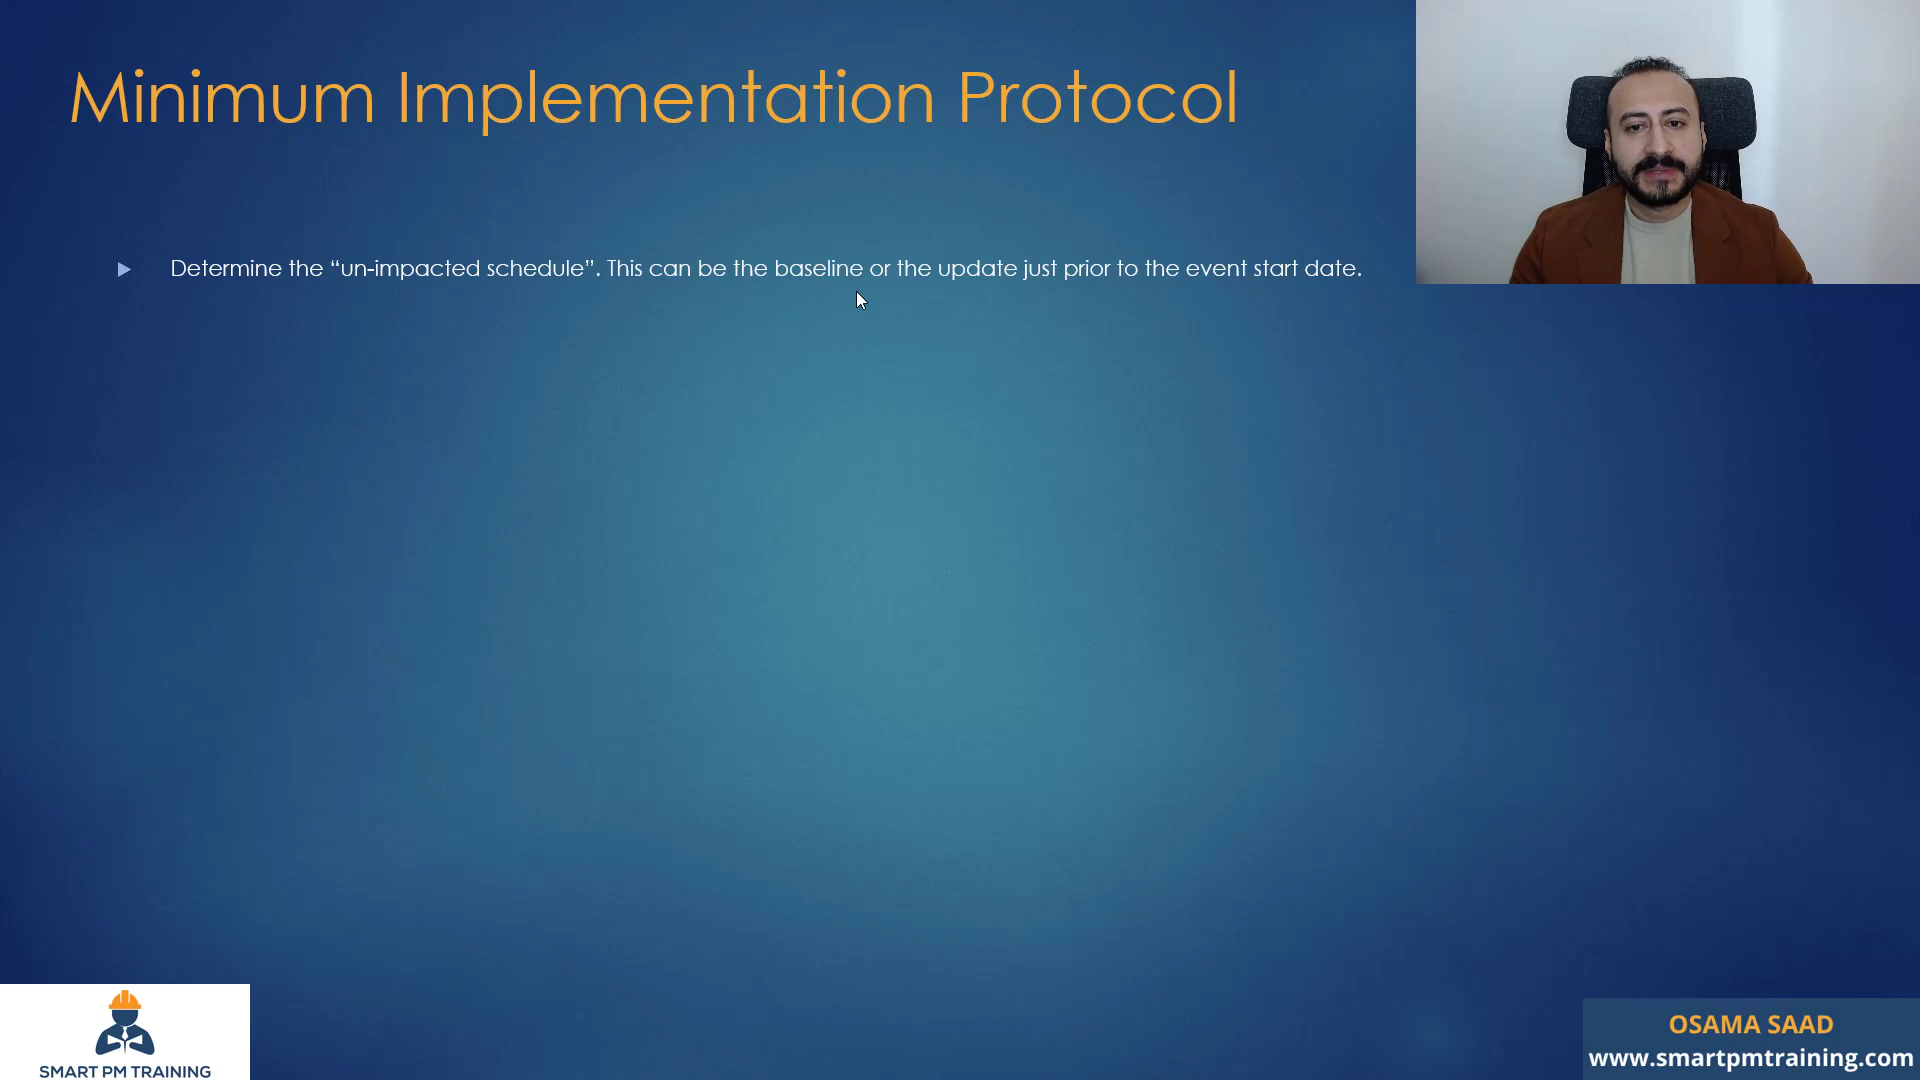 Minimum Implementation Protocol
Determine the “un-impacted schedule”. This can be the baseline or the update just prior to the event start date.
SMART PM TRAINING
OSAMA SAAD
www.smartpmtraining.com